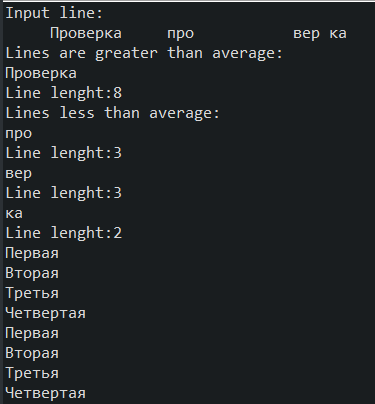 Input line:
Проверка про вер ка
Lines are greater than average:
Проверка
Line lenght:8
Lines less than average:
про
Line lenght:3
вер
Line lenght:3
ка
Line lenght:2
Первая
Вторая
Третья
Четвертая
Первая
Вторая
Третья
Четвертая